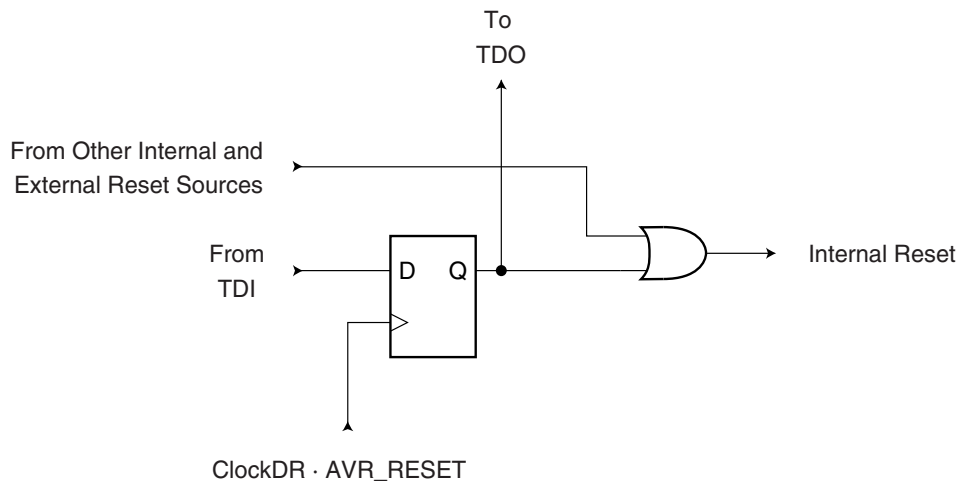 To
TDO
From Other Internal and
External Reset Sources
From
TDI
D
Q
Internal Reset
ClockDR · AVR_RESET